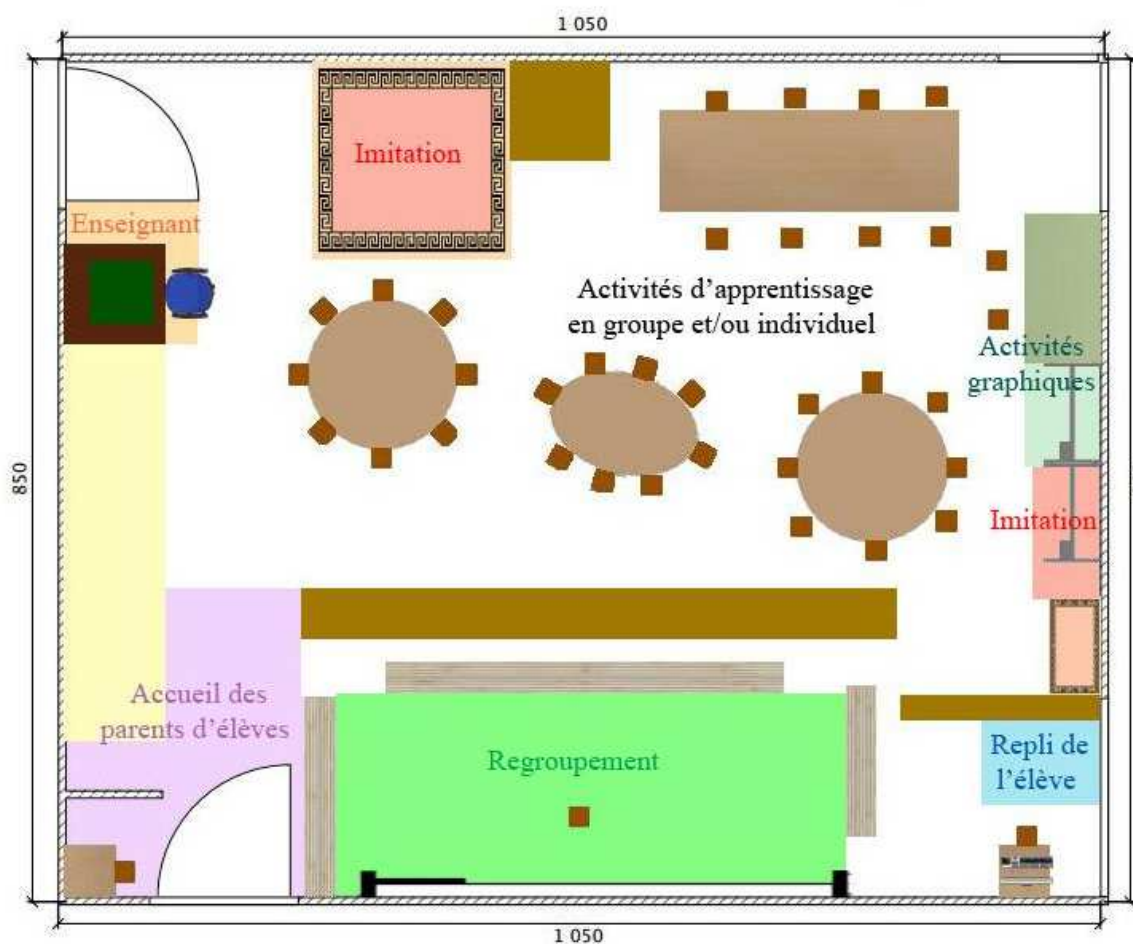 1 050
Imitation
Enseignant
Activités d’apprentissage
en groupe et/ou individuel
Activités
graphiques
850
Imitation
Accueil des
parents d’élèves
Regroupement
Repli de
l’élève
1 050